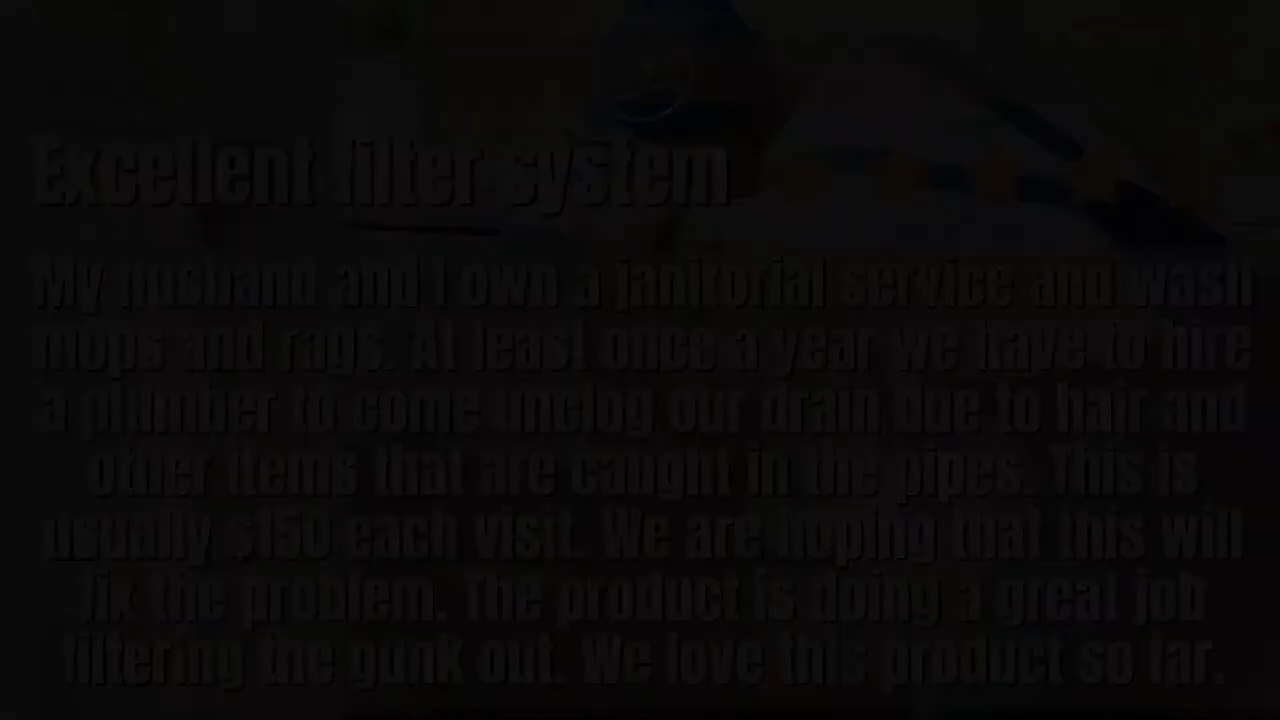 Excellent filter system
My husband and I own a janitorial service and wash
mops and rags. At least once a year we have to hire
a plumber to come unclog our drain due to hair and
other items that are caught in the pipes. This is
usually $150 each visit. We are hoping that this will
fix the problem. The product is doing a great job
filtering the gunk out. We love this product so far.